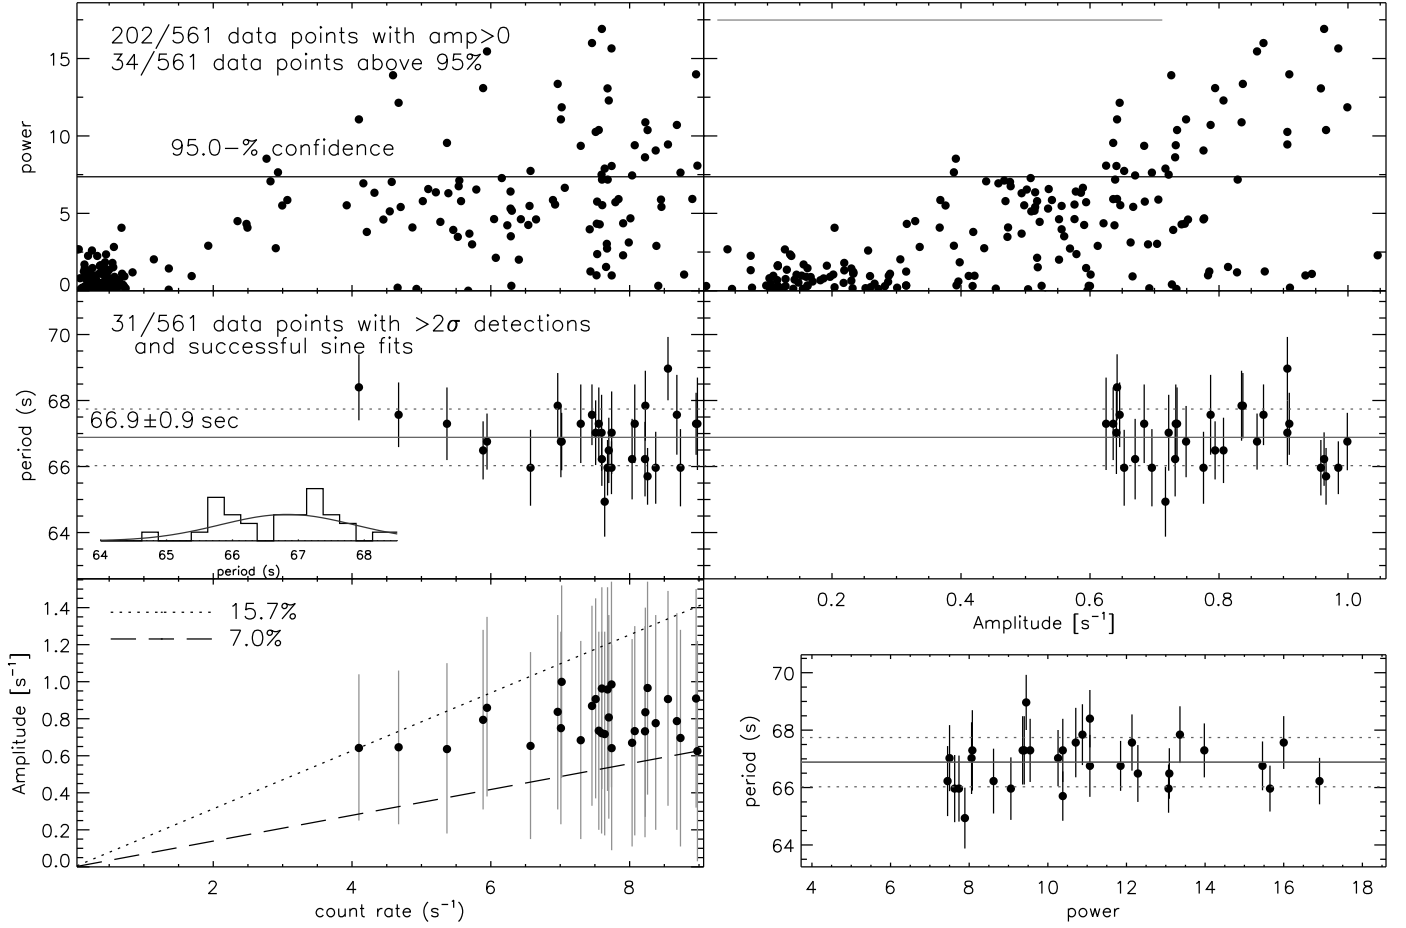 202/561 data points with amp>0
34/561 data points above 95%
95.0-% confidence
power
15
10
5
0
31/561 data points with >2σ detections
and successful sine fits
66.9±0.9 sec
period (s)
70
68
66
64
64 65 66 67 68
period (s)
0.2 0.4 0.6 0.8 1.0
Amplitude [s⁻¹]
15.7%
7.0%
Amplitude [s⁻¹]
1.4
1.2
1.0
0.8
0.6
0.4
0.2
0.0
2 4 6 8
count rate (s⁻¹)
period (s)
70
68
66
64
4 6 8 10 12 14 16 18
power